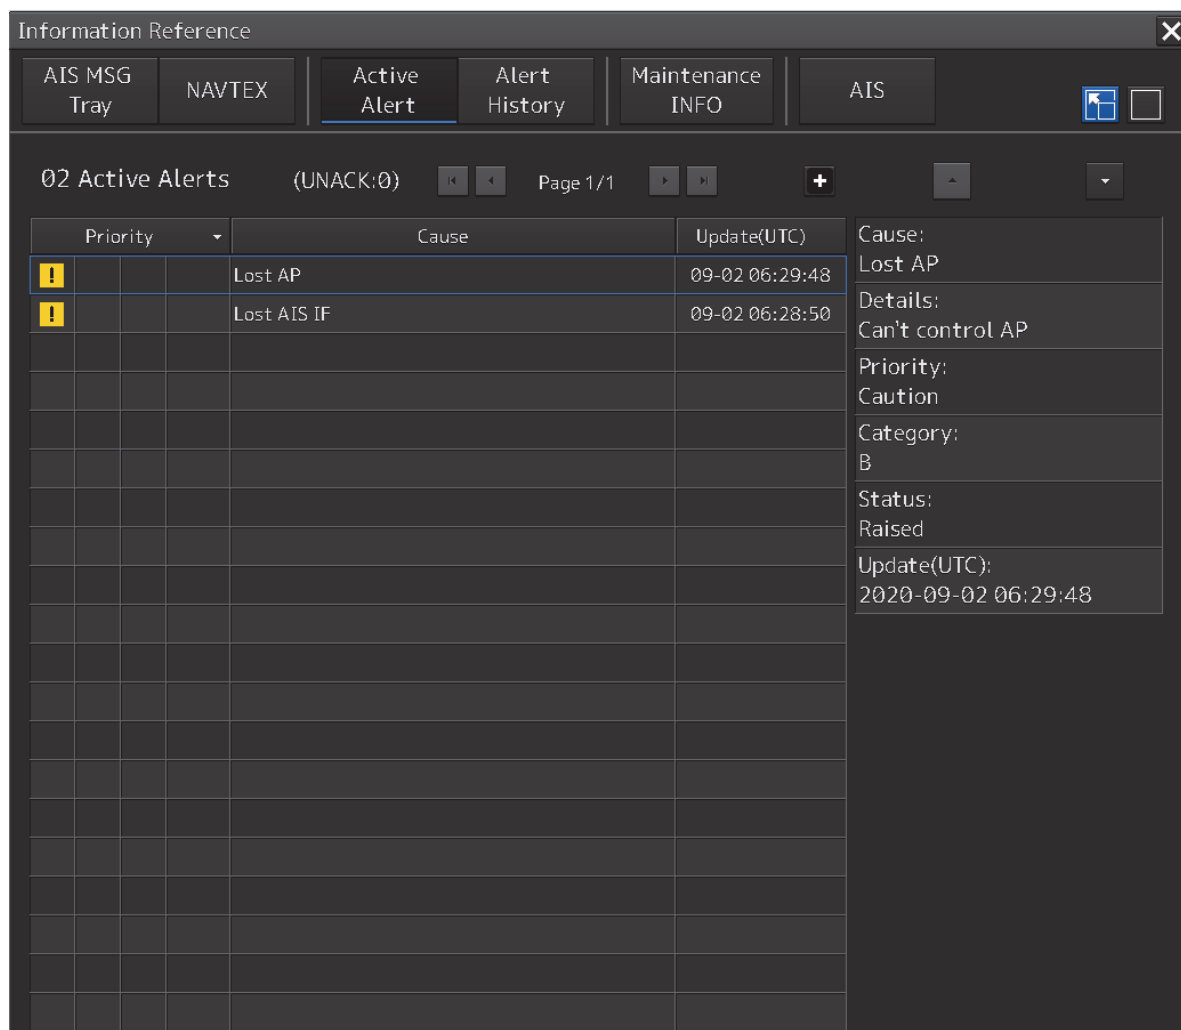 Information Reference
AIS MSG
Tray
NAVTEX
Active
Alert
Alert
History
Maintenance
INFO
AIS
02 Active Alerts
(UNACK:0)
Page 1/1
Priority
Cause
Update(UTC)
Lost AP
09-02 06:29:48
Lost AIS IF
09-02 06:28:50
Cause:
Lost AP
Details:
Can't control AP
Priority:
Caution
Category:
B
Status:
Raised
Update(UTC):
2020-09-02 06:29:48